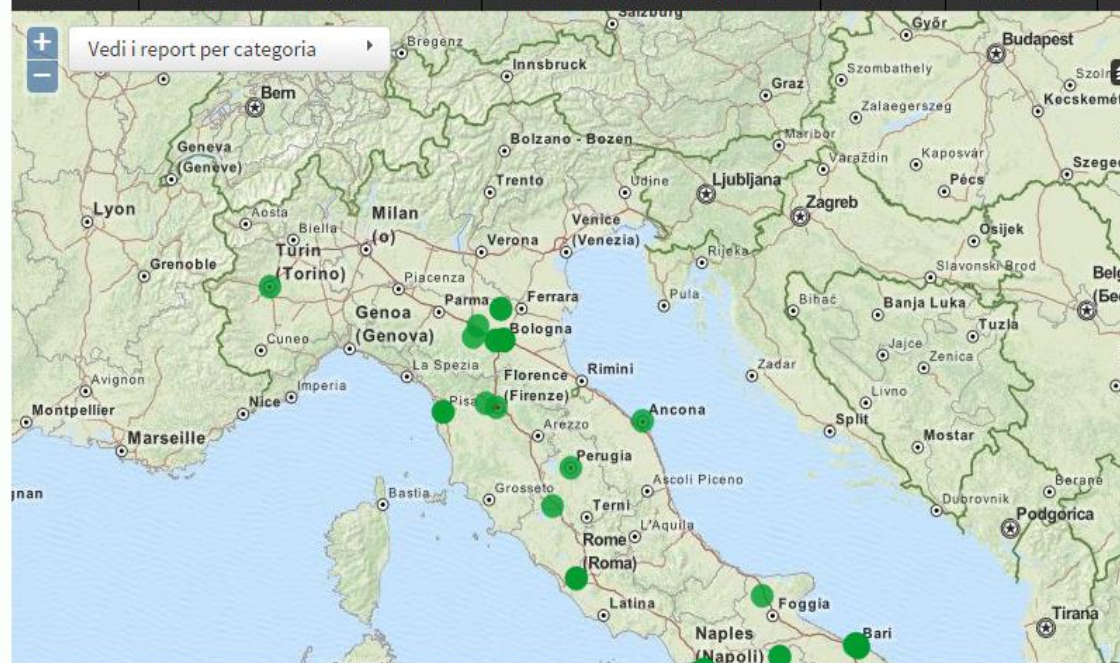 Salzburg
Győr
+
Vedi i report per categoria
−
Bregenz
Budapest
Innsbruck
Szombathely
Graz
Bern
Zalaegerszeg
Kecskemét
Bolzano - Bozen
Maribor
Geneva
(Genève)
Varaždin
Kaposvár
Trento
Udine
Ljubljana
Pécs
Lyon
Aosta
Milan
(o)
Venice
(Venezia)
Zagreb
Biella
Turin
(Torino)
Verona
Rijeka
Osijek
Grenoble
Piacenza
Slavonski Brod
Parma
Ferrara
Pula
Bihać
Banja Luka
Genoa
(Genova)
Bologna
Tuzla
Cuneo
Jajce
Zenica
La Spezia
Florence
(Firenze)
Rimini
Zadar
Avignon
Imperia
Nice
Livno
Montpellier
Pisa
Ancona
Split
Marseille
Arezzo
Mostar
Perugia
gnan
Bastia
Grosseto
Ascoli Piceno
Berane
Terni
Dubrovnik
L'Aquila
Podgorica
Rome
(Roma)
Latina
Foggia
Tirana
Naples
(Napoli)
Bari